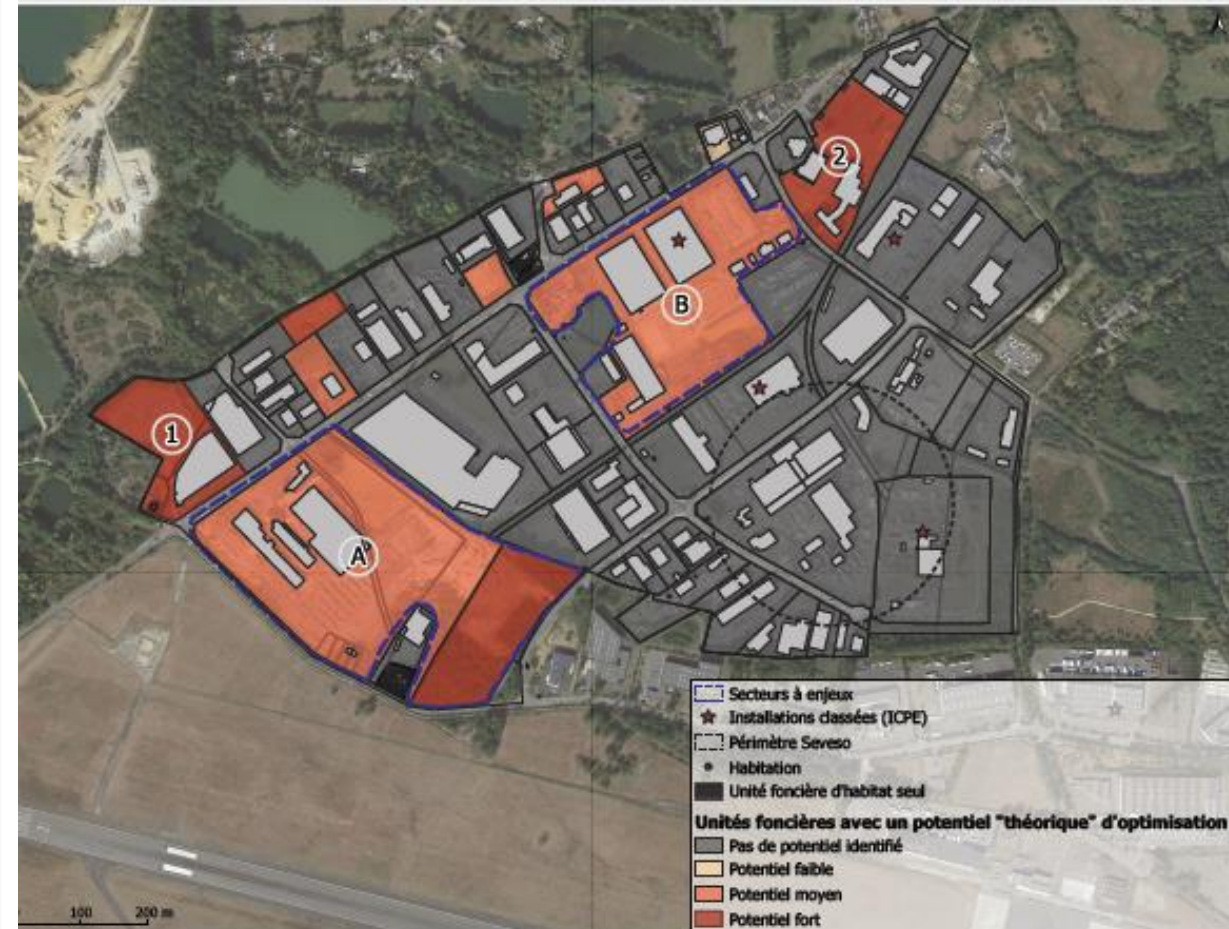 2
B
1
A
Secteurs à enjeux
Installations classées (ICPE)
Périmètre Seveso
Habitation
Unité foncière d'habitat seul
Unités foncières avec un potentiel "théorique" d'optimisation
Pas de potentiel identifié
Potentiel faible
Potentiel moyen
Potentiel fort
100 200 m